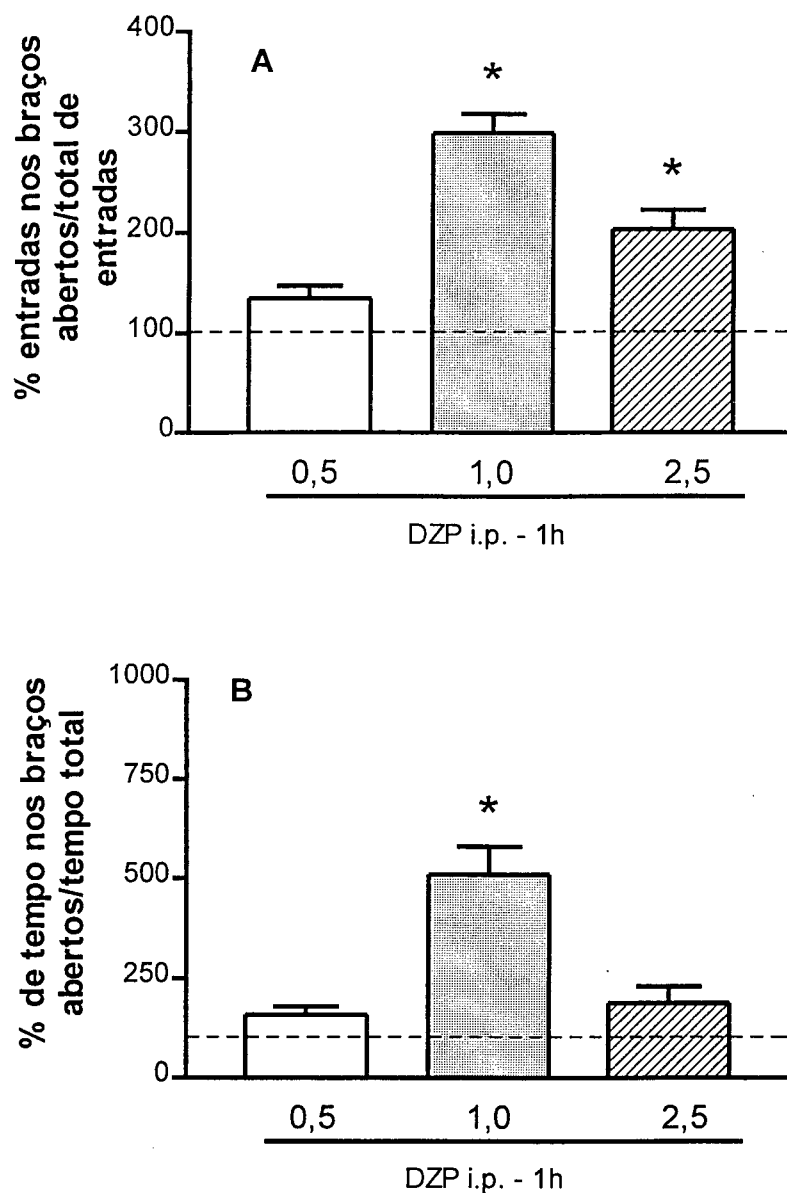 % entradas nos braços
abertos/total de
entradas
400
300
200
100
0
A
*
*
0,5 1,0 2,5
DZP i.p. - 1h
% de tempo nos braços
abertos/tempo total
1000
750
500
250
0
B
*
0,5 1,0 2,5
DZP i.p. - 1h